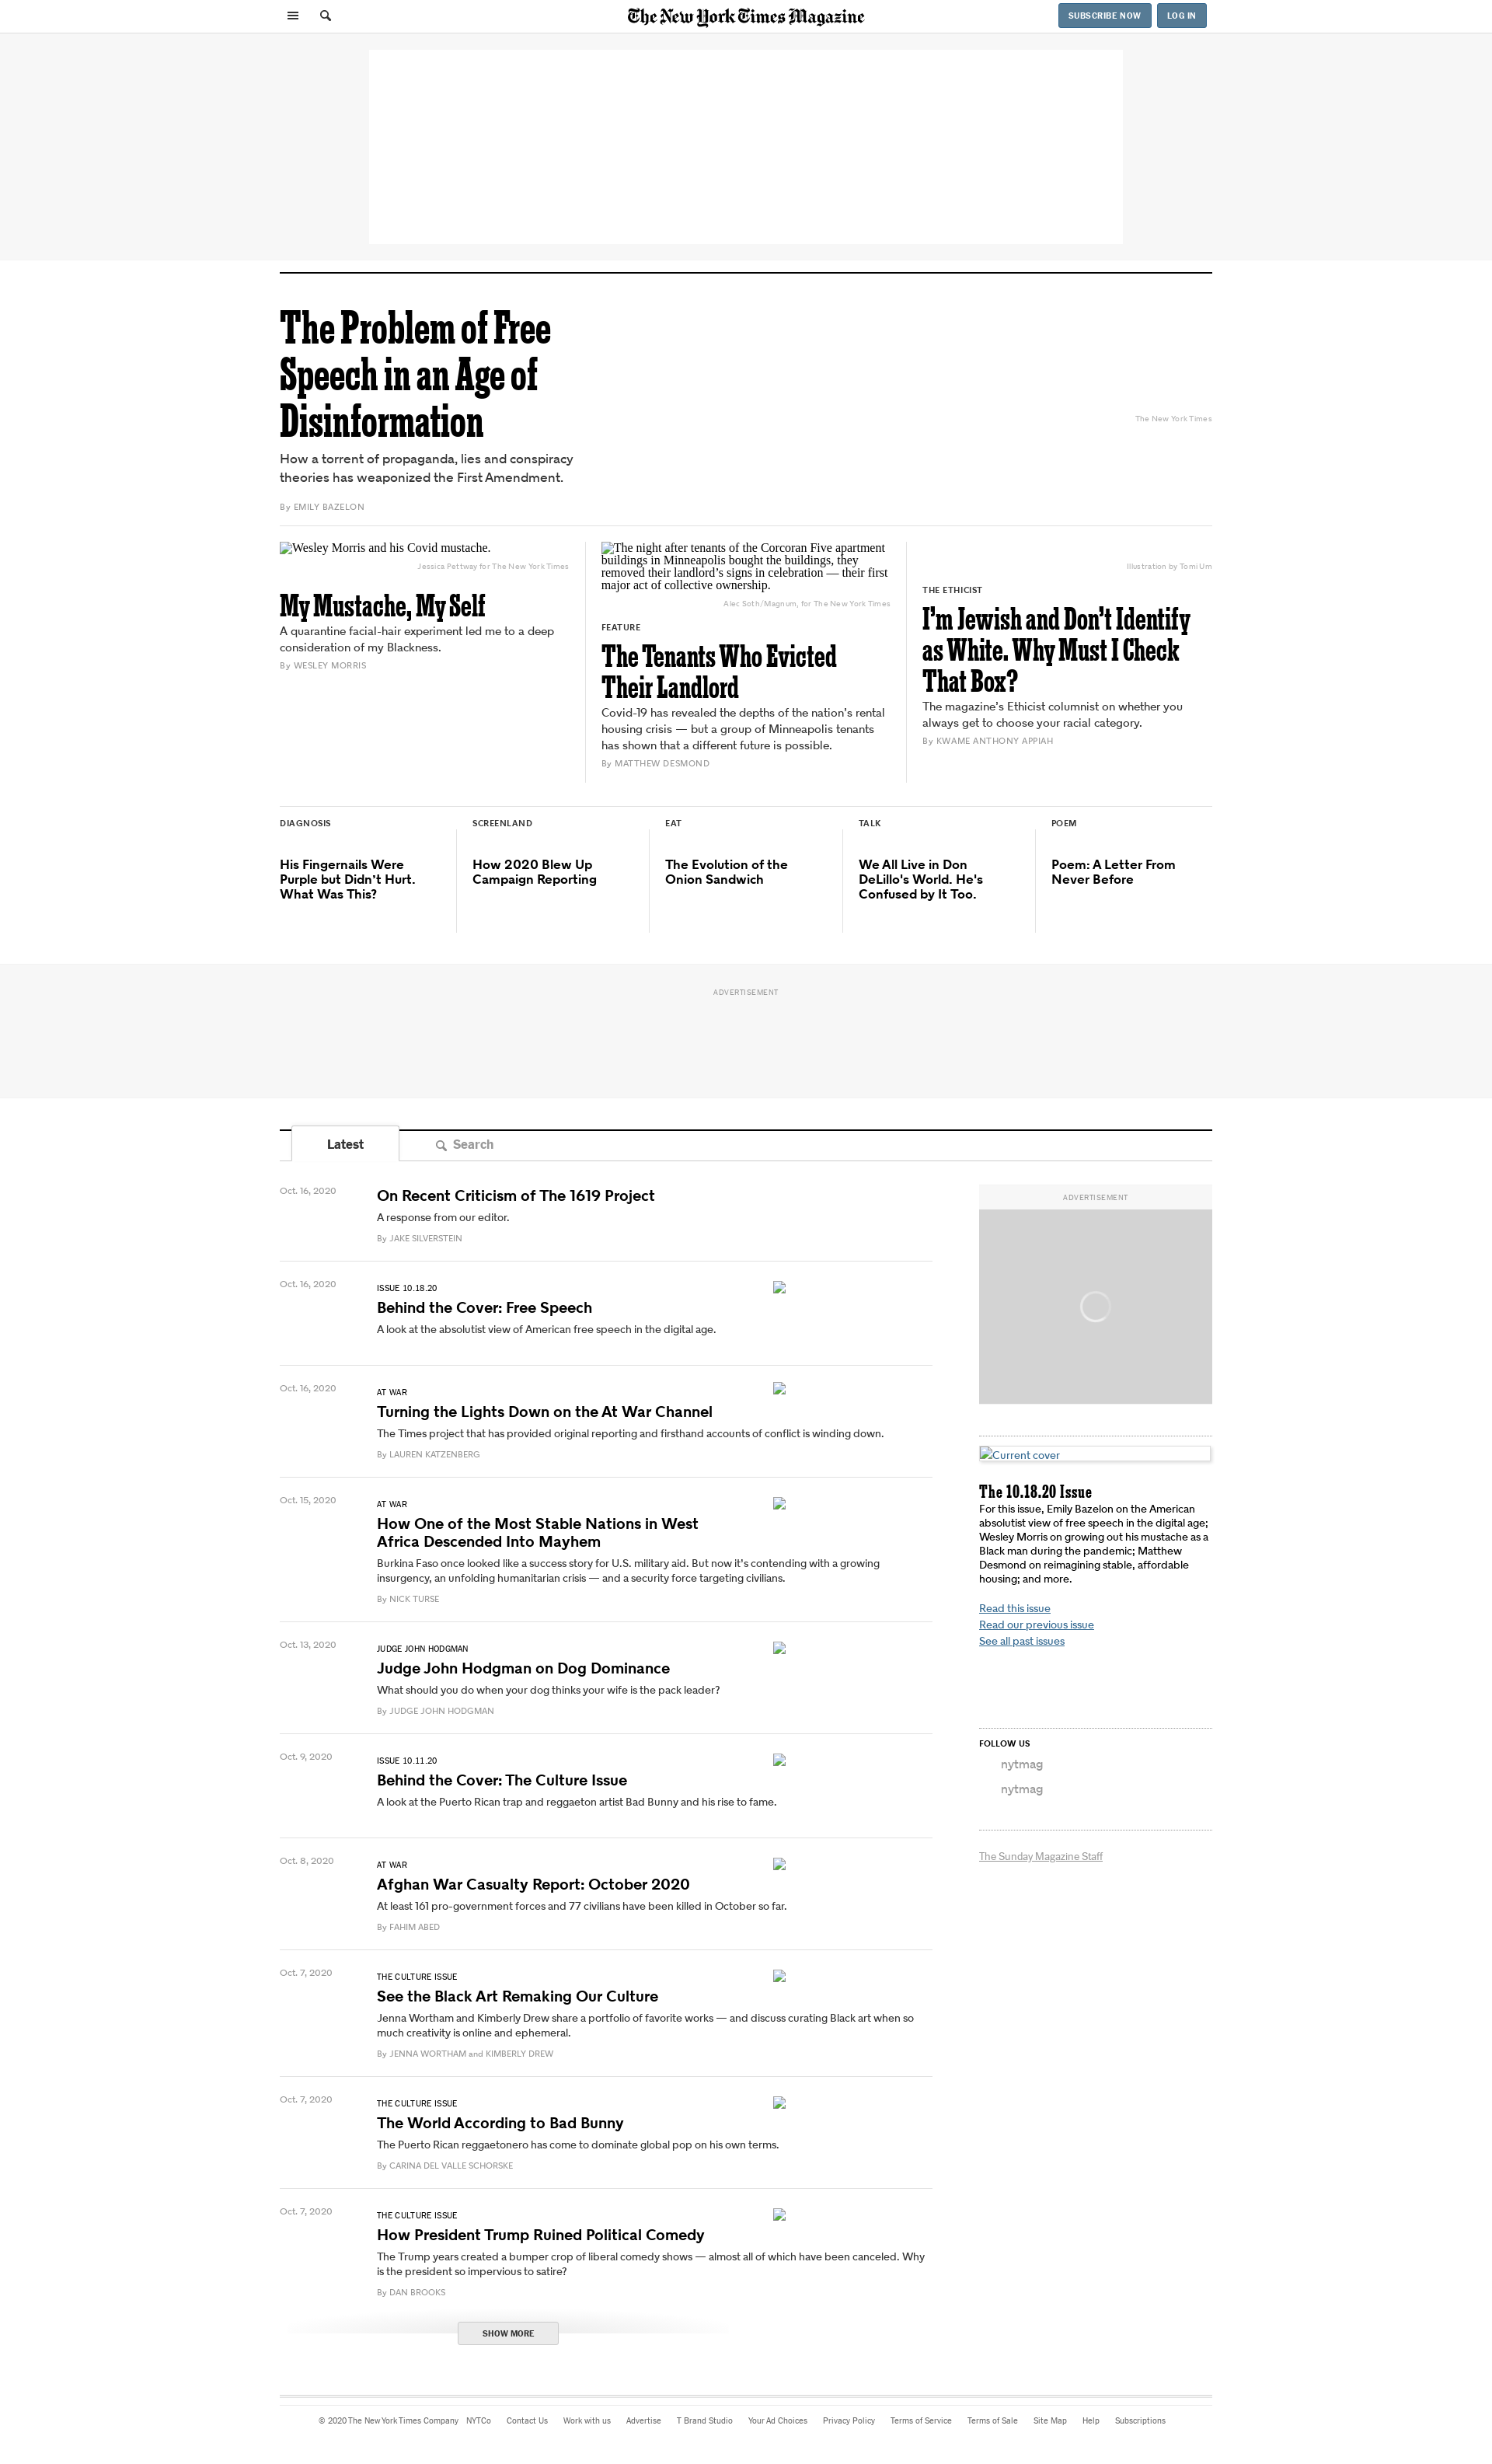 The New York Times Magazine
SUBSCRIBE NOW
LOG IN
The Problem of Free
Speech in an Age of
Disinformation
How a torrent of propaganda, lies and conspiracy
theories has weaponized the First Amendment.
By EMILY BAZELON
The New York Times
Wesley Morris and his Covid mustache.
Jessica Pettway for The New York Times
My Mustache, My Self
A quarantine facial-hair experiment led me to a deep
consideration of my Blackness.
By WESLEY MORRIS
The night after tenants of the Corcoran Five apartment
buildings in Minneapolis bought the buildings, they
removed their landlord’s signs in celebration — their first
major act of collective ownership.
Alec Soth/Magnum, for The New York Times
FEATURE
The Tenants Who Evicted
Their Landlord
Covid-19 has revealed the depths of the nation’s rental
housing crisis — but a group of Minneapolis tenants
has shown that a different future is possible.
By MATTHEW DESMOND
Illustration by Tomi Um
THE ETHICIST
I’m Jewish and Don’t Identify
as White. Why Must I Check
That Box?
The magazine’s Ethicist columnist on whether you
always get to choose your racial category.
By KWAME ANTHONY APPIAH
DIAGNOSIS
His Fingernails Were
Purple but Didn’t Hurt.
What Was This?
SCREENLAND
How 2020 Blew Up
Campaign Reporting
EAT
The Evolution of the
Onion Sandwich
TALK
We All Live in Don
DeLillo's World. He's
Confused by It Too.
POEM
Poem: A Letter From
Never Before
ADVERTISEMENT
Latest
Search
Oct. 16, 2020
On Recent Criticism of The 1619 Project
A response from our editor.
By JAKE SILVERSTEIN
Oct. 16, 2020
ISSUE 10.18.20
Behind the Cover: Free Speech
A look at the absolutist view of American free speech in the digital age.
Oct. 16, 2020
AT WAR
Turning the Lights Down on the At War Channel
The Times project that has provided original reporting and firsthand accounts of conflict is winding down.
By LAUREN KATZENBERG
Oct. 15, 2020
AT WAR
How One of the Most Stable Nations in West
Africa Descended Into Mayhem
Burkina Faso once looked like a success story for U.S. military aid. But now it’s contending with a growing
insurgency, an unfolding humanitarian crisis — and a security force targeting civilians.
By NICK TURSE
Oct. 13, 2020
JUDGE JOHN HODGMAN
Judge John Hodgman on Dog Dominance
What should you do when your dog thinks your wife is the pack leader?
By JUDGE JOHN HODGMAN
Oct. 9, 2020
ISSUE 10.11.20
Behind the Cover: The Culture Issue
A look at the Puerto Rican trap and reggaeton artist Bad Bunny and his rise to fame.
Oct. 8, 2020
AT WAR
Afghan War Casualty Report: October 2020
At least 161 pro-government forces and 77 civilians have been killed in October so far.
By FAHIM ABED
Oct. 7, 2020
THE CULTURE ISSUE
See the Black Art Remaking Our Culture
Jenna Wortham and Kimberly Drew share a portfolio of favorite works — and discuss curating Black art when so
much creativity is online and ephemeral.
By JENNA WORTHAM and KIMBERLY DREW
Oct. 7, 2020
THE CULTURE ISSUE
The World According to Bad Bunny
The Puerto Rican reggaetonero has come to dominate global pop on his own terms.
By CARINA DEL VALLE SCHORSKE
Oct. 7, 2020
THE CULTURE ISSUE
How President Trump Ruined Political Comedy
The Trump years created a bumper crop of liberal comedy shows — almost all of which have been canceled. Why
is the president so impervious to satire?
By DAN BROOKS
SHOW MORE
ADVERTISEMENT
Current cover
The 10.18.20 Issue
For this issue, Emily Bazelon on the American
absolutist view of free speech in the digital age;
Wesley Morris on growing out his mustache as a
Black man during the pandemic; Matthew
Desmond on reimagining stable, affordable
housing; and more.
Read this issue
Read our previous issue
See all past issues
FOLLOW US
nytmag
nytmag
The Sunday Magazine Staff
© 2020 The New York Times Company NYTCo Contact Us Work with us Advertise T Brand Studio Your Ad Choices Privacy Policy Terms of Service Terms of Sale Site Map Help Subscriptions